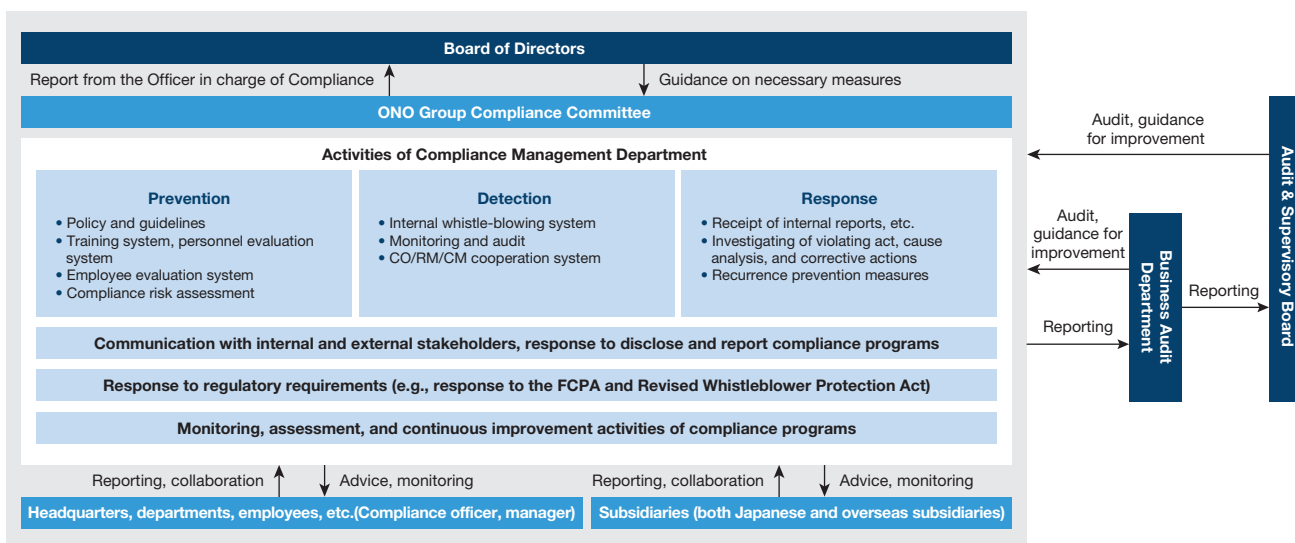 Board of Directors
Report from the Officer in charge of Compliance
Guidance on necessary measures
ONO Group Compliance Committee
Activities of Compliance Management Department
Prevention
• Policy and guidelines
• Training system, personnel evaluation
system
• Employee evaluation system
• Compliance risk assessment
Detection
• Internal whistle-blowing system
• Monitoring and audit
• CO/RM/CM cooperation system
Response
• Receipt of internal reports, etc.
• Investigating of violating act, cause
analysis, and corrective actions
• Recurrence prevention measures
Communication with internal and external stakeholders, response to disclose and report compliance programs
Response to regulatory requirements (e.g., response to the FCPA and Revised Whistleblower Protection Act)
Monitoring, assessment, and continuous improvement activities of compliance programs
Reporting, collaboration
Advice, monitoring
Reporting, collaboration
Advice, monitoring
Headquarters, departments, employees, etc.(Compliance officer, manager)
Subsidiaries (both Japanese and overseas subsidiaries)
Audit, guidance
for improvement
Audit,
guidance for
improvement
Reporting
Business Audit
Department
Reporting
Audit & Supervisory Board